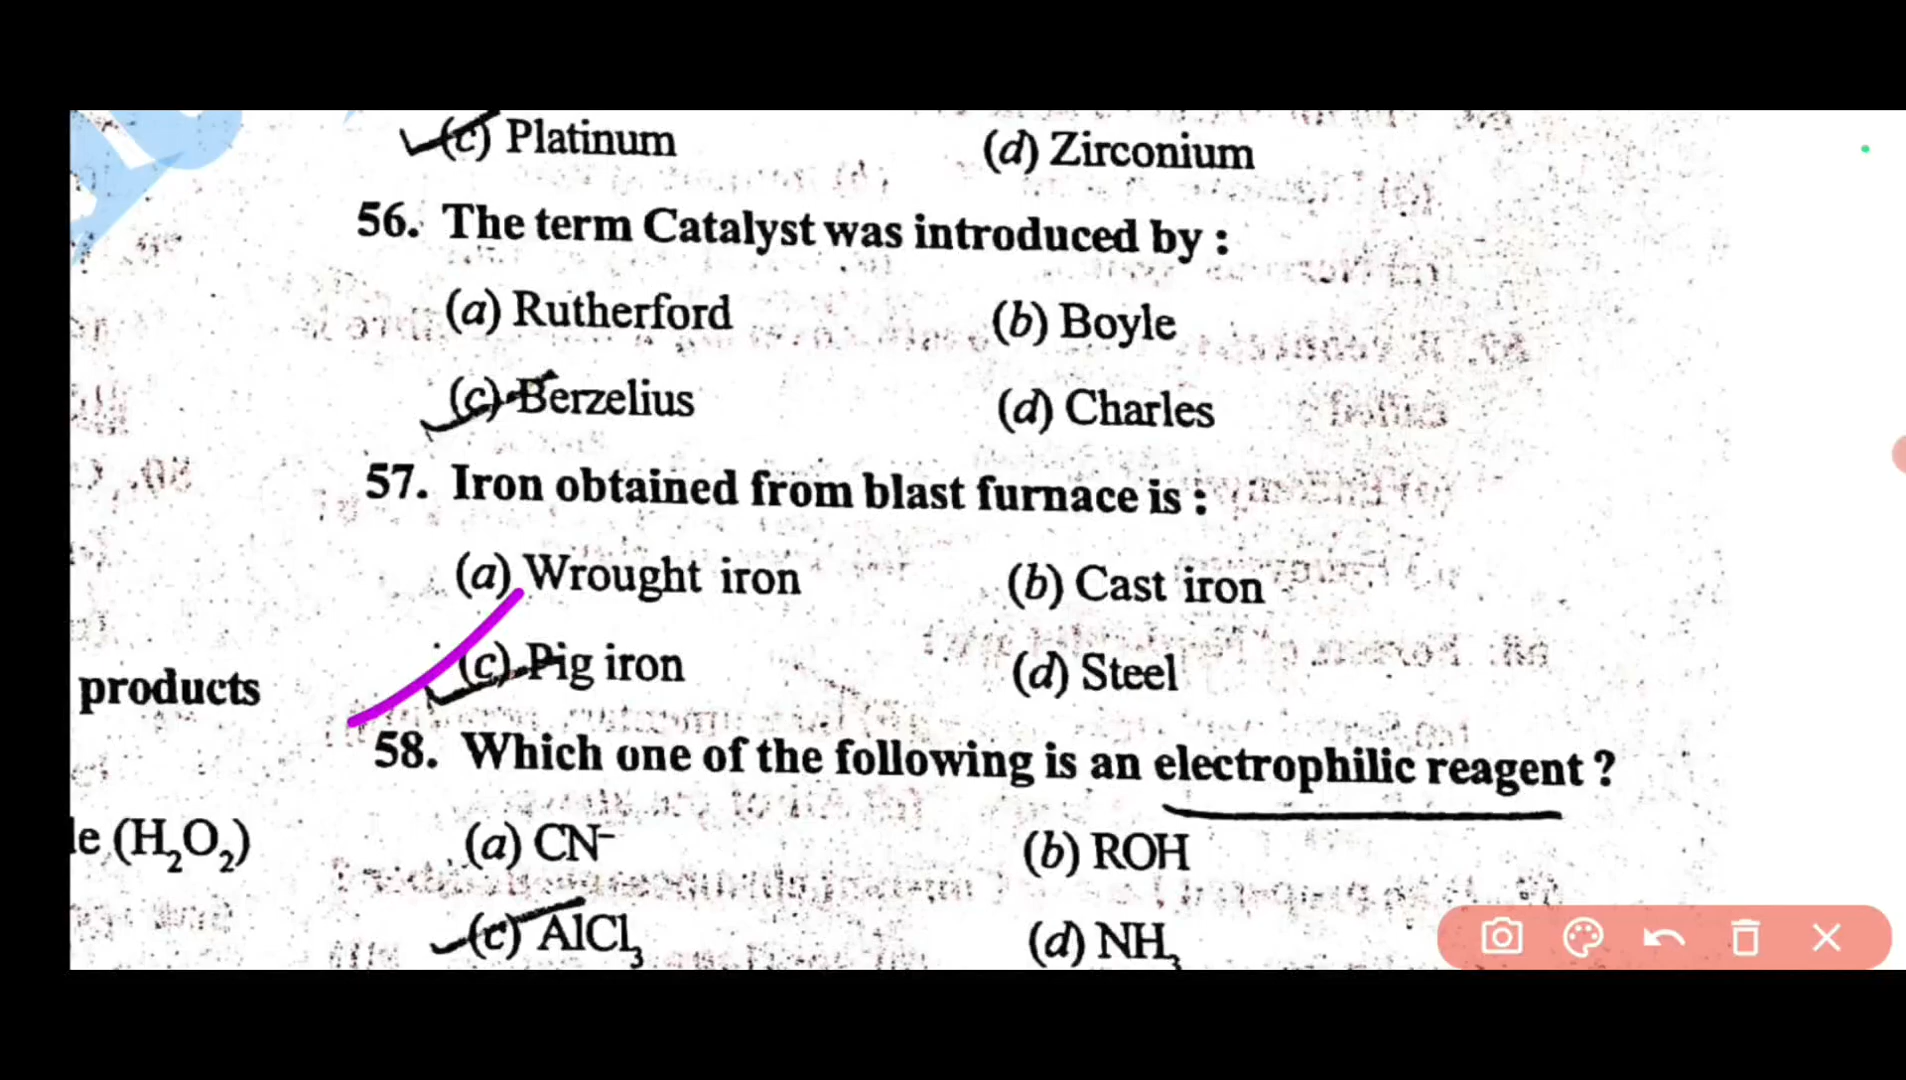 (c) Platinum (d) Zirconium
56. The term Catalyst was introduced by :
(a) Rutherford (b) Boyle
(c) Berzelius (d) Charles
57. Iron obtained from blast furnace is :
(a) Wrought iron (b) Cast iron
(c) Pig iron (d) Steel
products
58. Which one of the following is an electrophilic reagent ?
le (H₂O₂) (a) CN⁻ (b) ROH
(c) AlCl₃ (d) NH₃